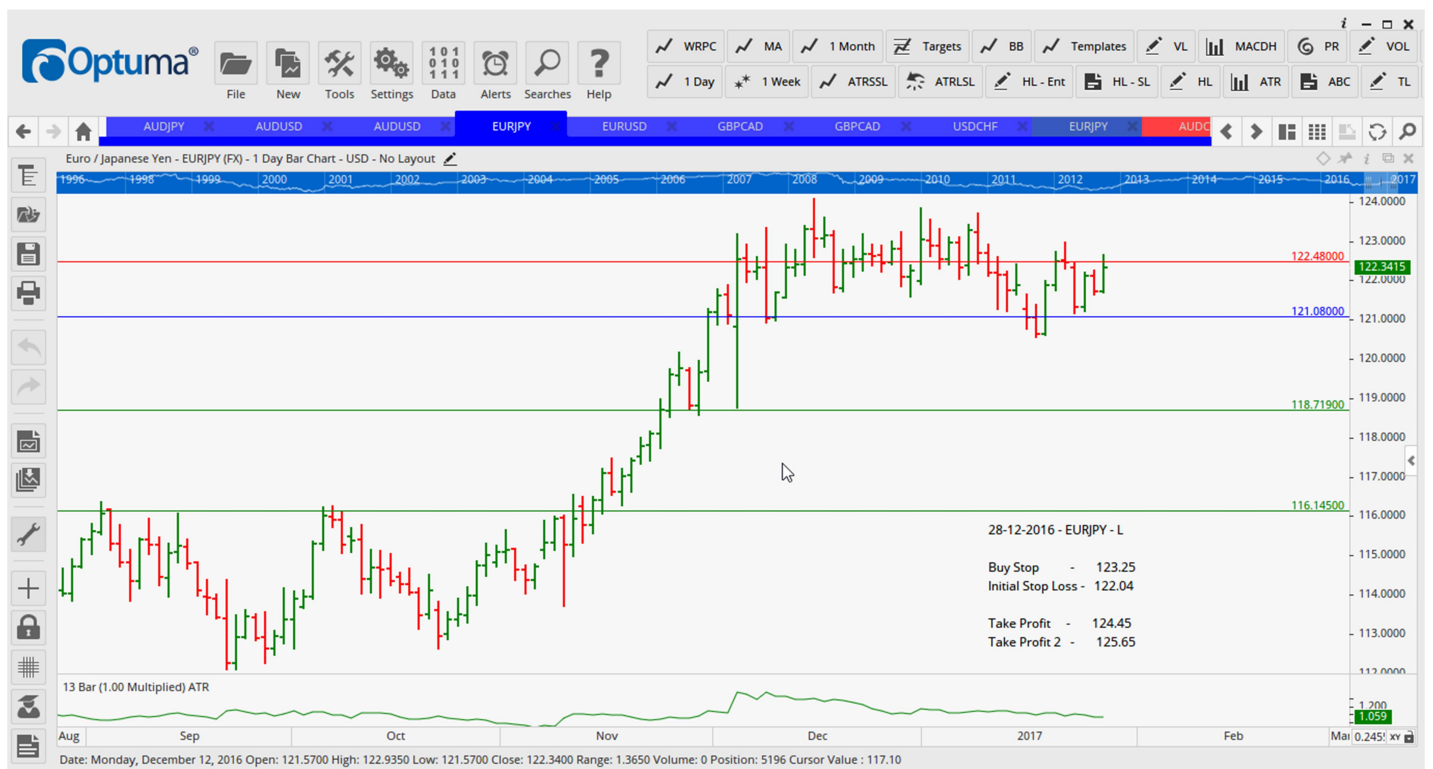 i
Optuma®
File
New
Tools
Settings
101
010
111
Data
Alerts
Searches
?
Help
WRPC
MA
1 Month
Targets
BB
Templates
VL
MACDH
PR
VOL
1 Day
1 Week
ATRSSL
ATRLSL
HL - Ent
HL - SL
HL
ATR
ABC
TL
AUDJPY
AUDUSD
AUDUSD
EURJPY
EURUSD
GBPCAD
GBPCAD
USDCHF
EURJPY
AUDC
Euro / Japanese Yen - EURJPY (FX) - 1 Day Bar Chart - USD - No Layout
i
1996 1998 1999 2000 2001 2002 2003 2004 2005 2006 2007 2008 2009 2010 2011 2012 2013 2014 2015 2016 2017
124.0000
123.0000
122.48000
122.3415
122.0000
121.08000
121.0000
120.0000
119.0000
118.71900
118.0000
117.0000
116.14500
116.0000
28-12-2016 - EURJPY - L
115.0000
Buy Stop - 123.25
Initial Stop Loss - 122.04
114.0000
Take Profit - 124.45
113.0000
Take Profit 2 - 125.65
112.0000
13 Bar (1.00 Multiplied) ATR
1.200
1.059
Aug Sep Oct Nov Dec 2017 Feb Mar
0.245 XY
Date: Monday, December 12, 2016 Open: 121.5700 High: 122.9350 Low: 121.5700 Close: 122.3400 Range: 1.3650 Volume: 0 Position: 5196 Cursor Value : 117.10